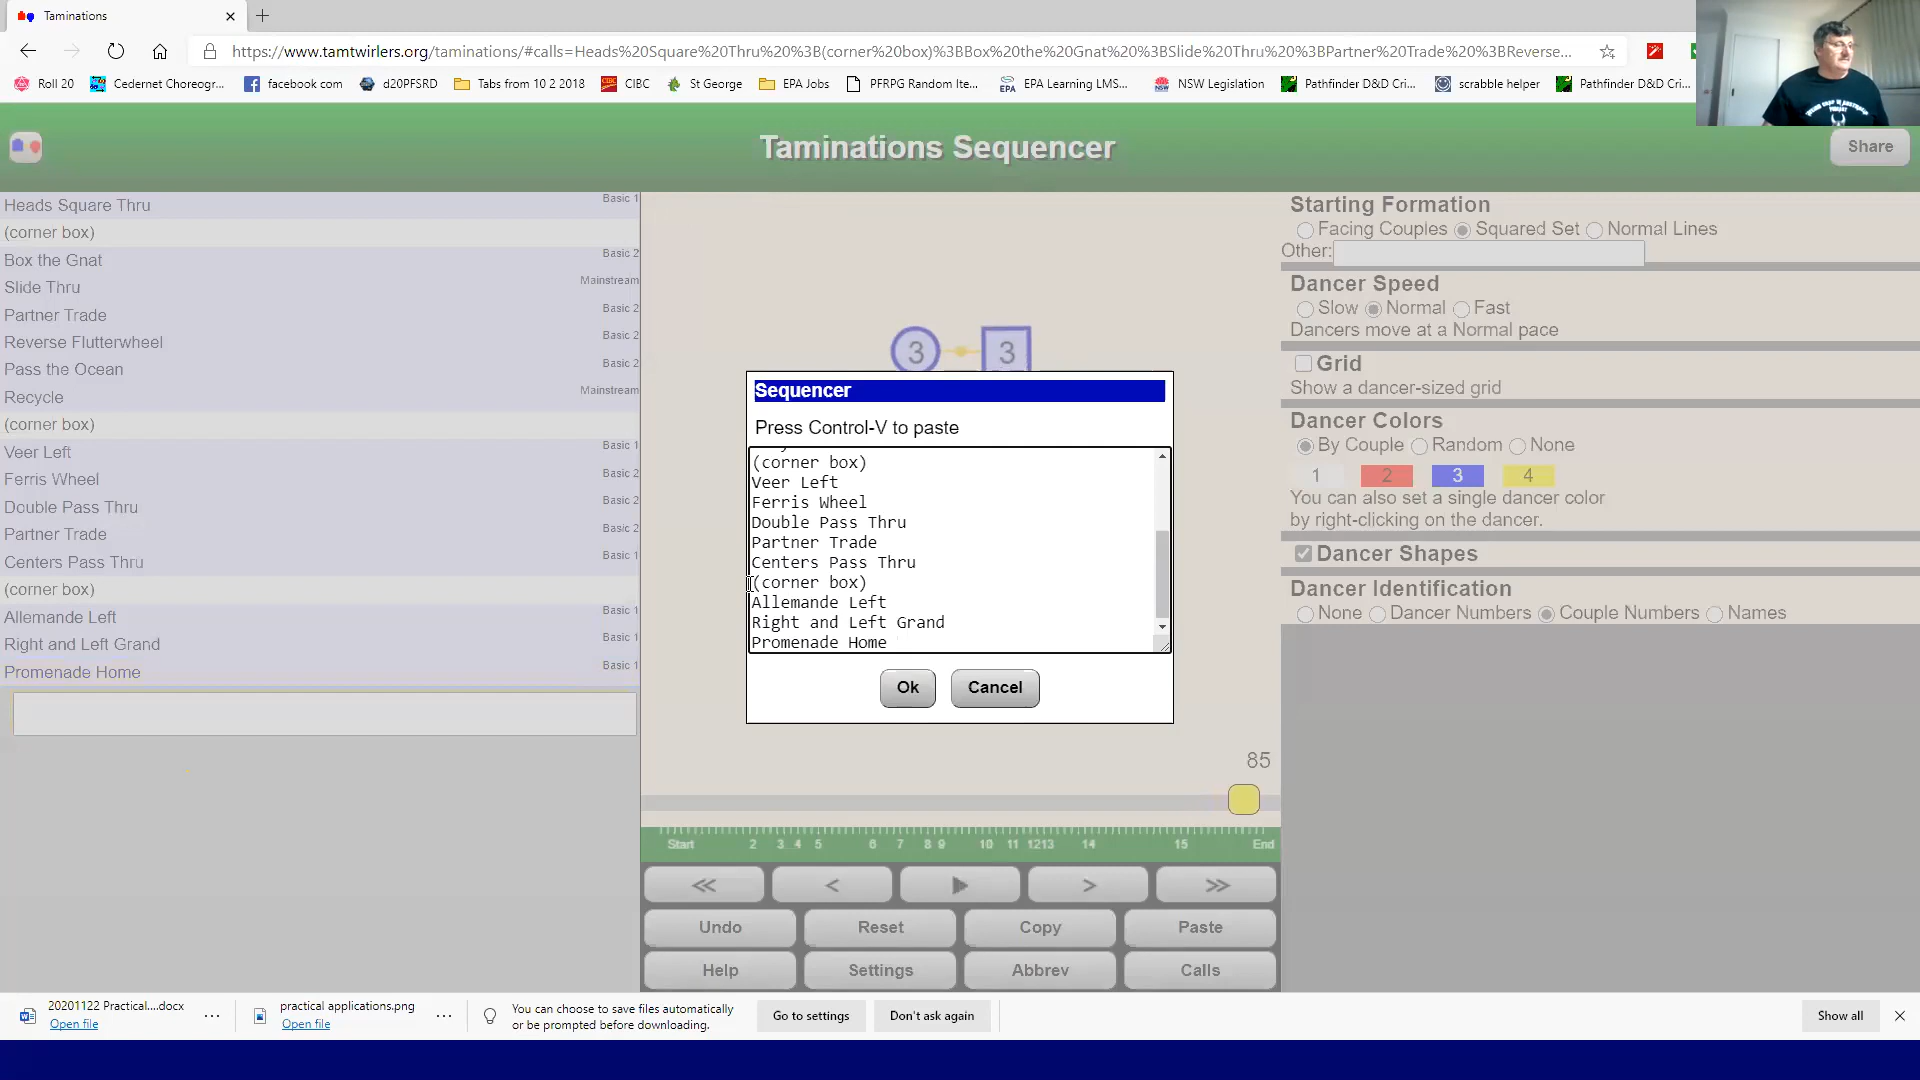 Taminations
https://www.tamtwirlers.org/taminations/#calls=Heads%20Square%20Thru%20%3B(corner%20box)%3BBox%20the%20Gnat%20%3BSlide%20Thru%20%3BPartner%20Trade%20%3BReverse...
Roll 20
Cedernet Choreogr...
facebook.com
d20PFSRD
Tabs from 10 2 2018
CIBC
St George
EPA Jobs
PFRPG Random Ite...
EPA Learning LMS...
NSW Legislation
Pathfinder D&D Cri...
scrabble helper
Pathfinder D&D Cri...
Taminations Sequencer
Share
Heads Square Thru Basic 1
(corner box)
Box the Gnat Basic 2
Slide Thru Mainstream
Partner Trade Basic 2
Reverse Flutterwheel Basic 2
Pass the Ocean Basic 2
Recycle Mainstream
(corner box)
Veer Left Basic 1
Ferris Wheel Basic 2
Double Pass Thru Basic 2
Partner Trade Basic 2
Centers Pass Thru Basic 1
(corner box)
Allemande Left Basic 1
Right and Left Grand Basic 1
Promenade Home Basic 1
3 3
Sequencer
Press Control-V to paste
(corner box)
Veer Left
Ferris Wheel
Double Pass Thru
Partner Trade
Centers Pass Thru
(corner box)
Allemande Left
Right and Left Grand
Promenade Home
Ok Cancel
85
Start 2 3 4 5 6 7 8 9 10 11 12 13 14 15 End
<< < > >>
Undo Reset Copy Paste
Help Settings Abbrev Calls
Starting Formation
Facing Couples Squared Set Normal Lines
Other:
Dancer Speed
Slow Normal Fast
Dancers move at a Normal pace
Grid
Show a dancer-sized grid
Dancer Colors
By Couple Random None
1 2 3 4
You can also set a single dancer color
by right-clicking on the dancer.
Dancer Shapes
Dancer Identification
None Dancer Numbers Couple Numbers Names
20201122 Practical....docx
Open file
practical applications.png
Open file
You can choose to save files automatically
or be prompted before downloading.
Go to settings
Don't ask again
Show all